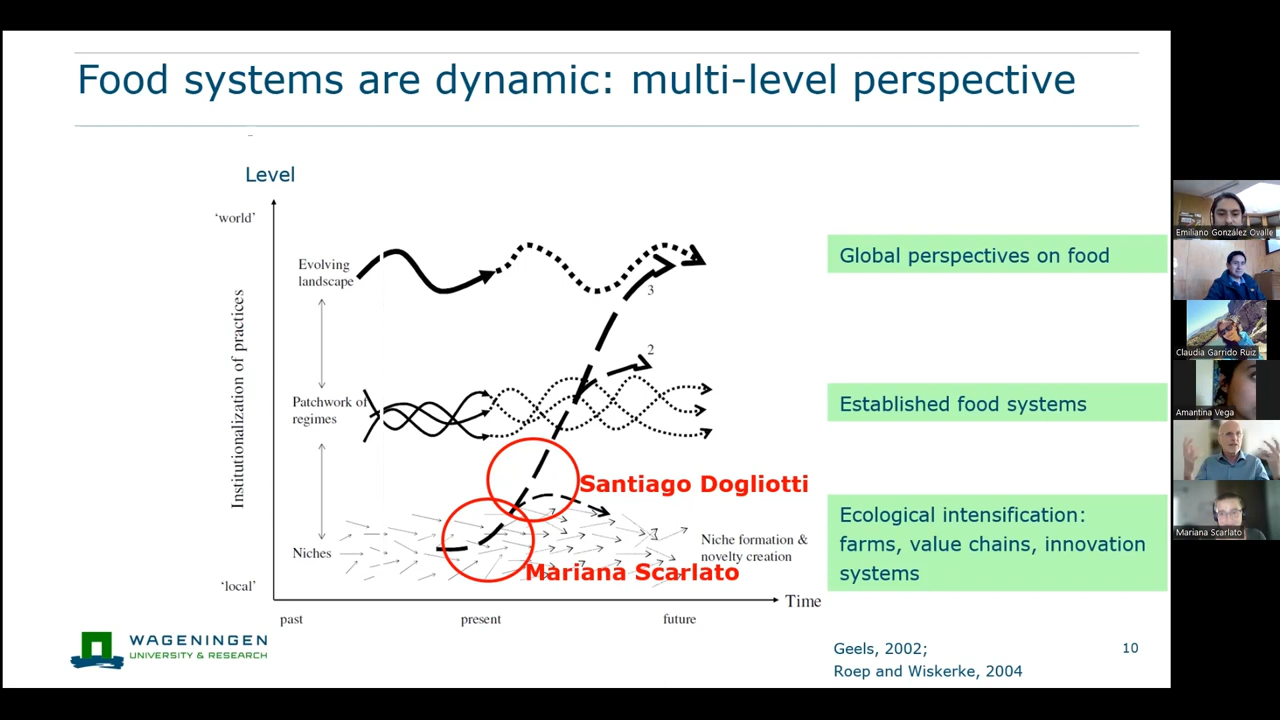 Food systems are dynamic: multi-level perspective
Level
'world'
Institutionalization of practices
Evolving
landscape
3
2
Patchwork of
regimes
Santiago Dogliotti
Niches
Niche formation &
novelty creation
Mariana Scarlato
'local'
Time
past
present
future
Global perspectives on food
Established food systems
Ecological intensification:
farms, value chains, innovation
systems
WAGENINGEN
UNIVERSITY & RESEARCH
Geels, 2002;
Roep and Wiskerke, 2004
10
Emiliano González Ovalle
Claudia Garrido Ruiz
Amantina Vega
Mariana Scarlato